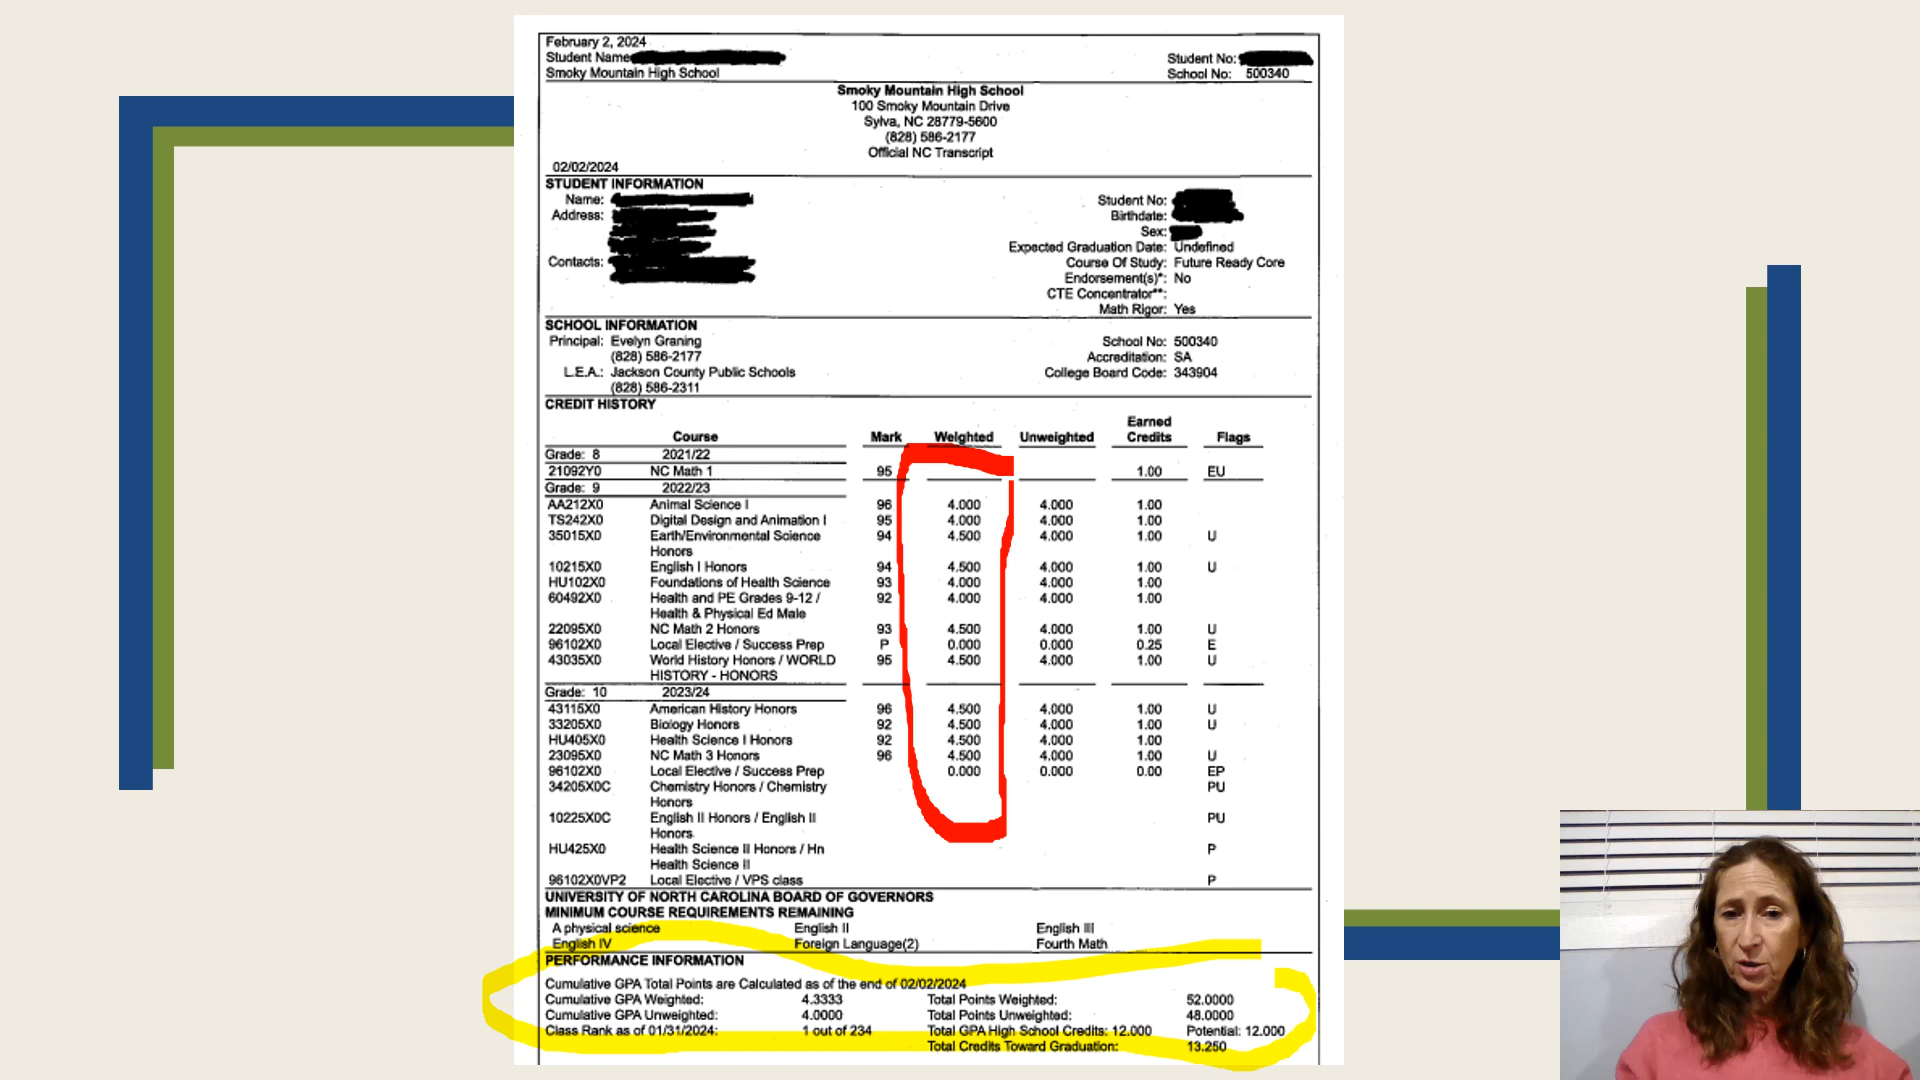 February 2, 2024
Student Name
Student No:
Smoky Mountain High School
School No: 500340
Smoky Mountain High School
100 Smoky Mountain Drive
Sylva, NC 28779-5600
(828) 586-2177
Official NC Transcript
02/02/2024
STUDENT INFORMATION
Name:
Student No:
Address:
Birthdate:
Sex:
Expected Graduation Date: Undefined
Contacts:
Course Of Study: Future Ready Core
Endorsement(s)*: No
CTE Concentrator**:
Math Rigor: Yes
SCHOOL INFORMATION
Principal: Evelyn Graning School No: 500340
(828) 586-2177 Accreditation: SA
L.E.A.: Jackson County Public Schools College Board Code: 343904
(828) 586-2311
CREDIT HISTORY
Course Mark Weighted Unweighted Earned Credits Flags
Grade: 8 2021/22
21092Y0 NC Math 1 95 1.00 EU
Grade: 9 2022/23
AA212X0 Animal Science I 96 4.000 4.000 1.00
TS242X0 Digital Design and Animation I 95 4.000 4.000 1.00
35015X0 Earth/Environmental Science 94 4.500 4.000 1.00 U
Honors
10215X0 English I Honors 94 4.500 4.000 1.00 U
HU102X0 Foundations of Health Science 93 4.000 4.000 1.00
60492X0 Health and PE Grades 9-12 / 92 4.000 4.000 1.00
Health & Physical Ed Male
22095X0 NC Math 2 Honors 93 4.500 4.000 1.00 U
96102X0 Local Elective / Success Prep P 0.000 0.000 0.25 E
43035X0 World History Honors / WORLD 95 4.500 4.000 1.00 U
HISTORY - HONORS
Grade: 10 2023/24
43115X0 American History Honors 96 4.500 4.000 1.00 U
33205X0 Biology Honors 92 4.500 4.000 1.00 U
HU405X0 Health Science I Honors 92 4.500 4.000 1.00
23095X0 NC Math 3 Honors 96 4.500 4.000 1.00 U
96102X0 Local Elective / Success Prep 0.000 0.000 0.00 EP
34205X0C Chemistry Honors / Chemistry PU
Honors
10225X0C English II Honors / English II PU
Honors
HU425X0 Health Science II Honors / Hn P
Health Science II
96102X0VP2 Local Elective / VPS class P
UNIVERSITY OF NORTH CAROLINA BOARD OF GOVERNORS
MINIMUM COURSE REQUIREMENTS REMAINING
A physical science English II English III
English IV Foreign Language(2) Fourth Math
PERFORMANCE INFORMATION
Cumulative GPA Total Points are Calculated as of the end of 02/02/2024
Cumulative GPA Weighted: 4.3333 Total Points Weighted: 52.0000
Cumulative GPA Unweighted: 4.0000 Total Points Unweighted: 48.0000
Class Rank as of 01/31/2024: 1 out of 234 Total GPA High School Credits: 12.000 Potential: 12.000
Total Credits Toward Graduation: 13.250